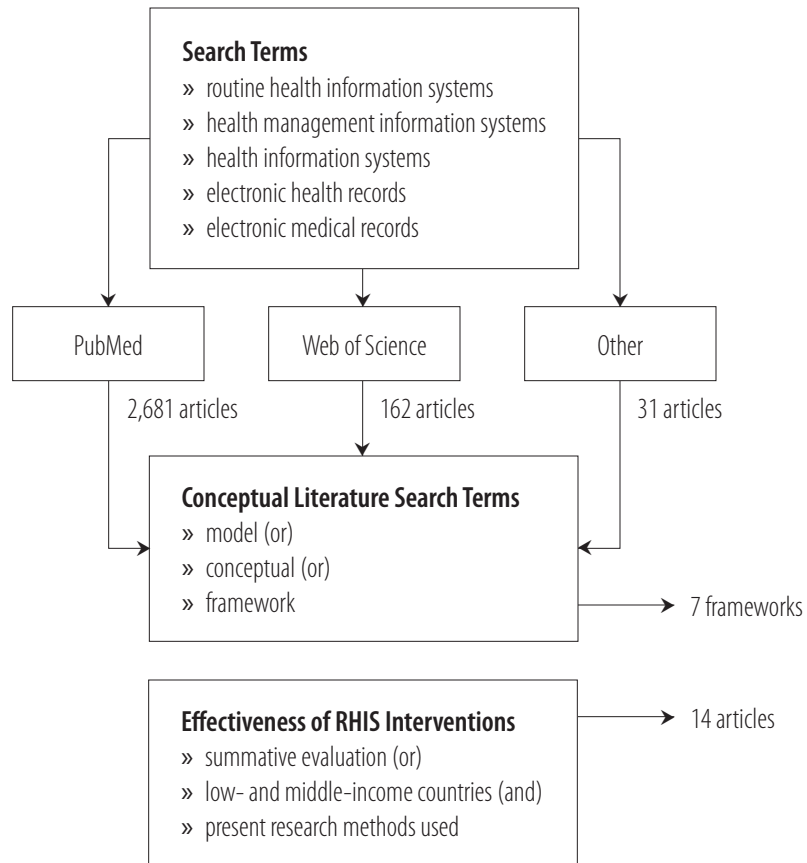 Search Terms
» routine health information systems
» health management information systems
» health information systems
» electronic health records
» electronic medical records
PubMed
Web of Science
Other
2,681 articles
162 articles
31 articles
Conceptual Literature Search Terms
» model (or)
» conceptual (or)
» framework
7 frameworks
Effectiveness of RHIS Interventions
14 articles
» summative evaluation (or)
» low- and middle-income countries (and)
» present research methods used